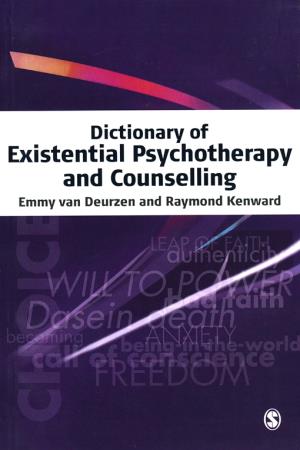 Dictionary of
Existential Psychotherapy
and Counselling
Emmy van Deurzen and Raymond Kenward
CHOICE
LEAP OF FAITH
authenticity
WILL TO POWER
bad faith
Dasein death
ANXIETY
becoming
being-in-the-world
call of conscience
FREEDOM
S